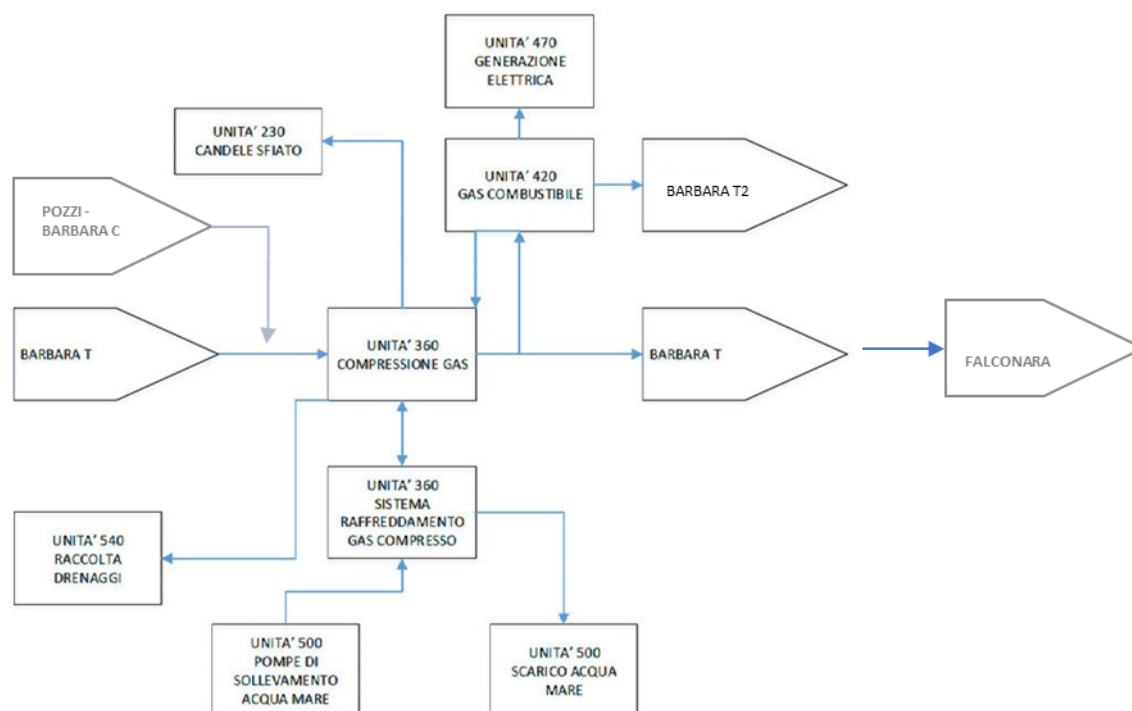 UNITA' 470
GENERAZIONE
ELETTRICA
UNITA' 230
CANDELE SFIATO
UNITA' 420
GAS COMBUSTIBILE
BARBARA T2
POZZI -
BARBARA C
BARBARA T
UNITA' 360
COMPRESSIONE GAS
BARBARA T
FALCONARA
UNITA' 360
SISTEMA
RAFFREDDAMENTO
GAS COMPRESSO
UNITA' 540
RACCOLTA
DRENAGGI
UNITA' 500
POMPE DI
SOLLEVAMENTO
ACQUA MARE
UNITA' 500
SCARICO ACQUA
MARE